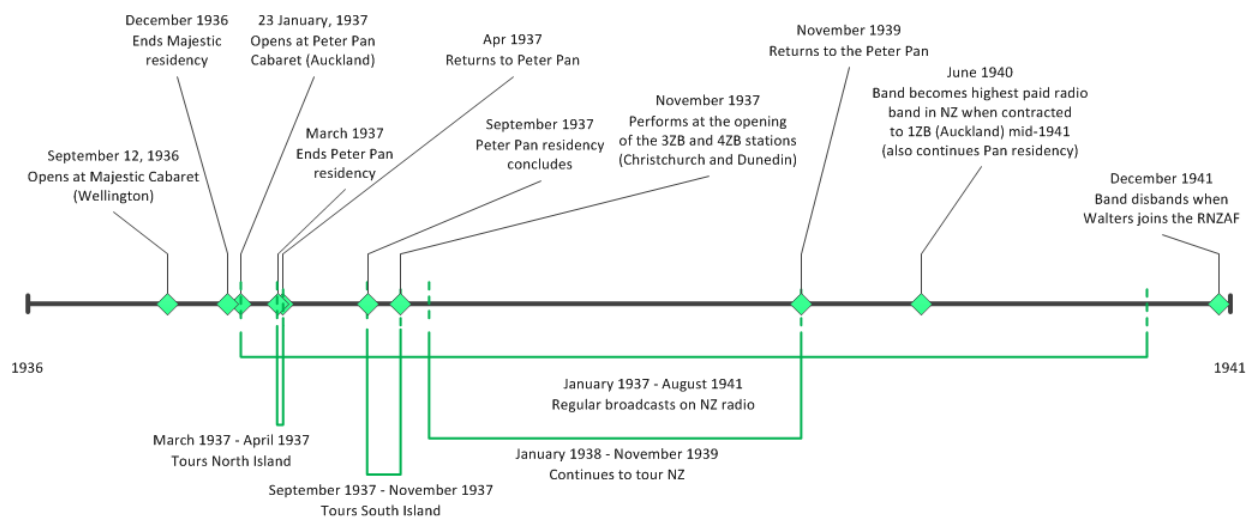 December 1936
Ends Majestic
residency
23 January, 1937
Opens at Peter Pan
Cabaret (Auckland)
Apr 1937
Returns to Peter Pan
November 1939
Returns to the Peter Pan
June 1940
Band becomes highest paid radio
band in NZ when contracted
to 1ZB (Auckland) mid-1941
(also continues Pan residency)
November 1937
Performs at the opening
of the 3ZB and 4ZB stations
(Christchurch and Dunedin)
September 1937
Peter Pan residency
concludes
March 1937
Ends Peter Pan
residency
September 12, 1936
Opens at Majestic Cabaret
(Wellington)
December 1941
Band disbands when
Walters joins the RNZAF
1936
1941
January 1937 - August 1941
Regular broadcasts on NZ radio
March 1937 - April 1937
Tours North Island
January 1938 - November 1939
Continues to tour NZ
September 1937 - November 1937
Tours South Island